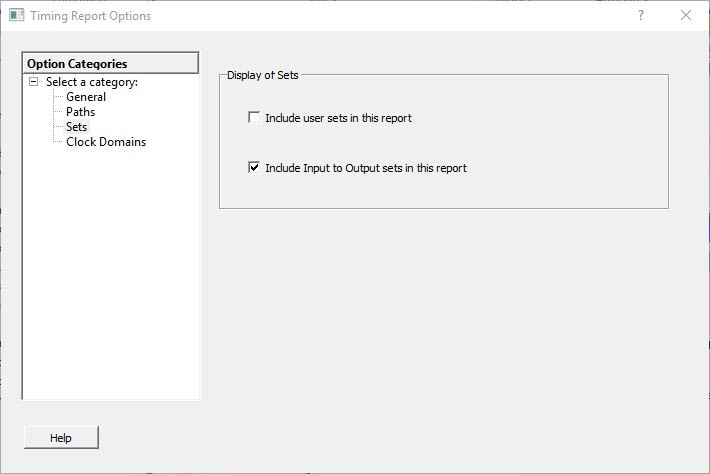 Timing Report Options
Option Categories
Select a category:
General
Paths
Sets
Clock Domains
Display of Sets
Include user sets in this report
Include Input to Output sets in this report
Help